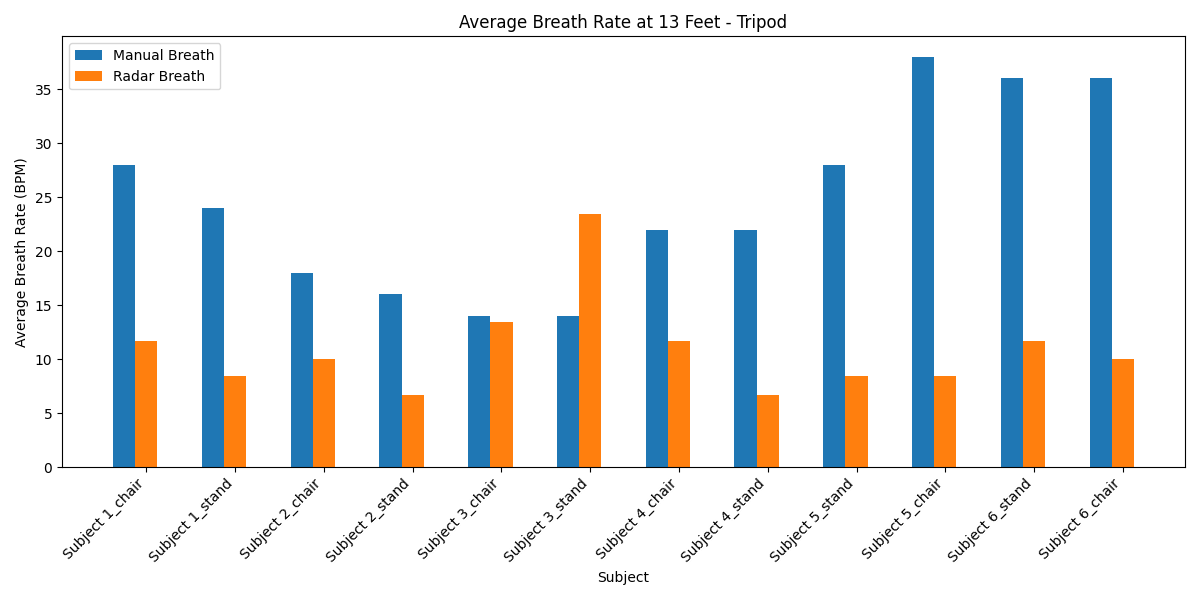 Average Breath Rate at 13 Feet - Tripod
Manual Breath
Radar Breath
Average Breath Rate (BPM)
35
30
25
20
15
10
5
0
Subject 1_chair
Subject 1_stand
Subject 2_chair
Subject 2_stand
Subject 3_chair
Subject 3_stand
Subject 4_chair
Subject 4_stand
Subject 5_stand
Subject 5_chair
Subject 6_stand
Subject 6_chair
Subject